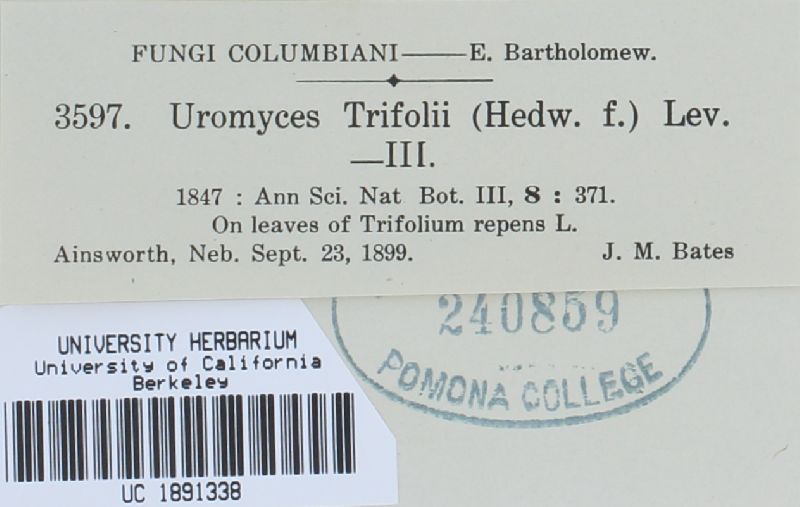 FUNGI COLUMBIANI——E. Bartholomew.
3597. Uromyces Trifolii (Hedw. f.) Lev.
—III.
1847 : Ann Sci. Nat Bot. III, 8 : 371.
On leaves of Trifolium repens L.
Ainsworth, Neb. Sept. 23, 1899. J. M. Bates
240859
POMONA COLLEGE
UNIVERSITY HERBARIUM
University of California
Berkeley
UC 1891338